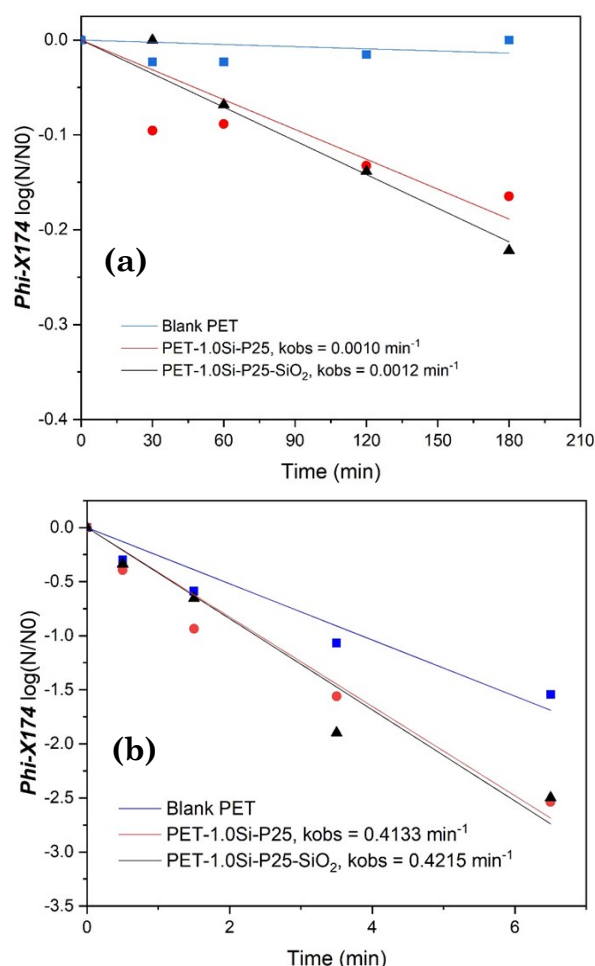 0.0
-0.1
-0.2
-0.3
-0.4
Phi-X174 log(N/N0)
(a)
Blank PET
PET-1.0Si-P25, kobs = 0.0010 min⁻¹
PET-1.0Si-P25-SiO₂, kobs = 0.0012 min⁻¹
0 30 60 90 120 150 180 210
Time (min)
0.0
-0.5
-1.0
-1.5
-2.0
-2.5
-3.0
-3.5
Phi-X174 log(N/N0)
(b)
Blank PET
PET-1.0Si-P25, kobs = 0.4133 min⁻¹
PET-1.0Si-P25-SiO₂, kobs = 0.4215 min⁻¹
0 2 4 6
Time (min)